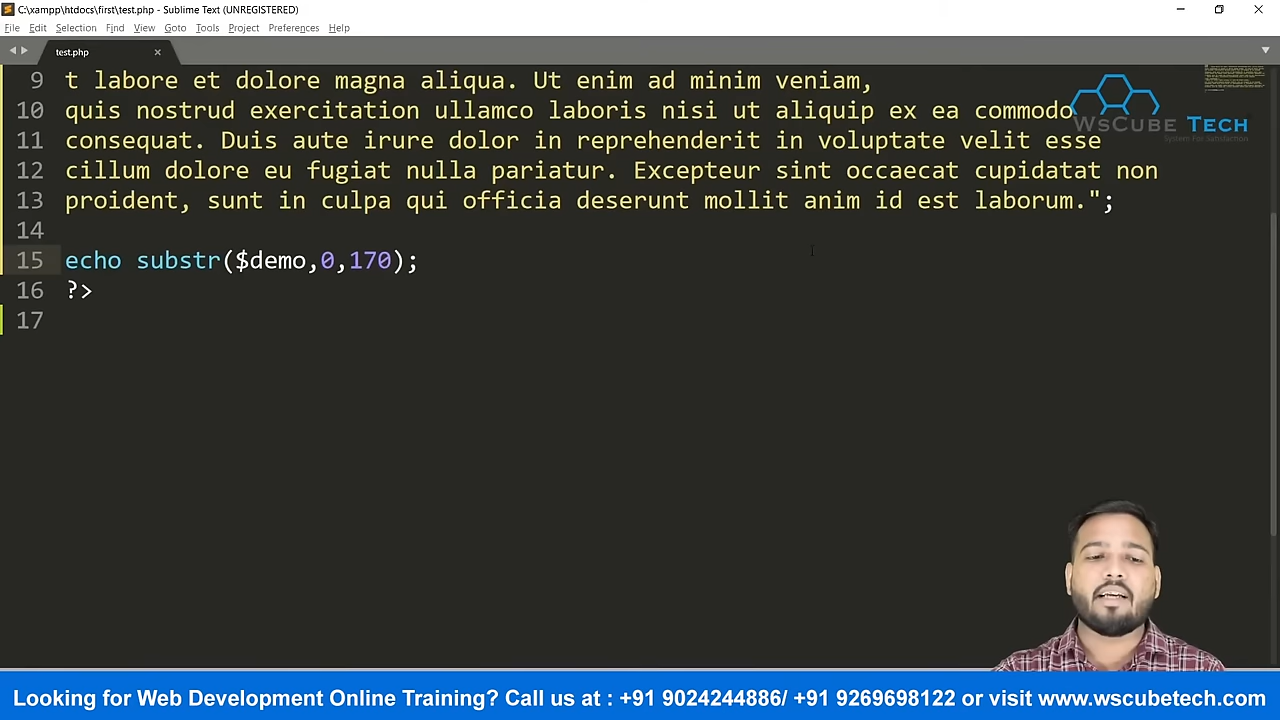 C:\xampp\htdocs\first\test.php - Sublime Text (UNREGISTERED)
File Edit Selection Find View Goto Tools Project Preferences Help
test.php
9 t labore et dolore magna aliqua. Ut enim ad minim veniam,
10 quis nostrud exercitation ullamco laboris nisi ut aliquip ex ea commodo
11 consequat. Duis aute irure dolor in reprehenderit in voluptate velit esse
12 cillum dolore eu fugiat nulla pariatur. Excepteur sint occaecat cupidatat non
13 proident, sunt in culpa qui officia deserunt mollit anim id est laborum.";
14
15 echo substr($demo,0,170);
16 ?>
17
WsCube Tech
System For Satisfaction
Looking for Web Development Online Training? Call us at : +91 9024244886/ +91 9269698122 or visit www.wscubetech.com